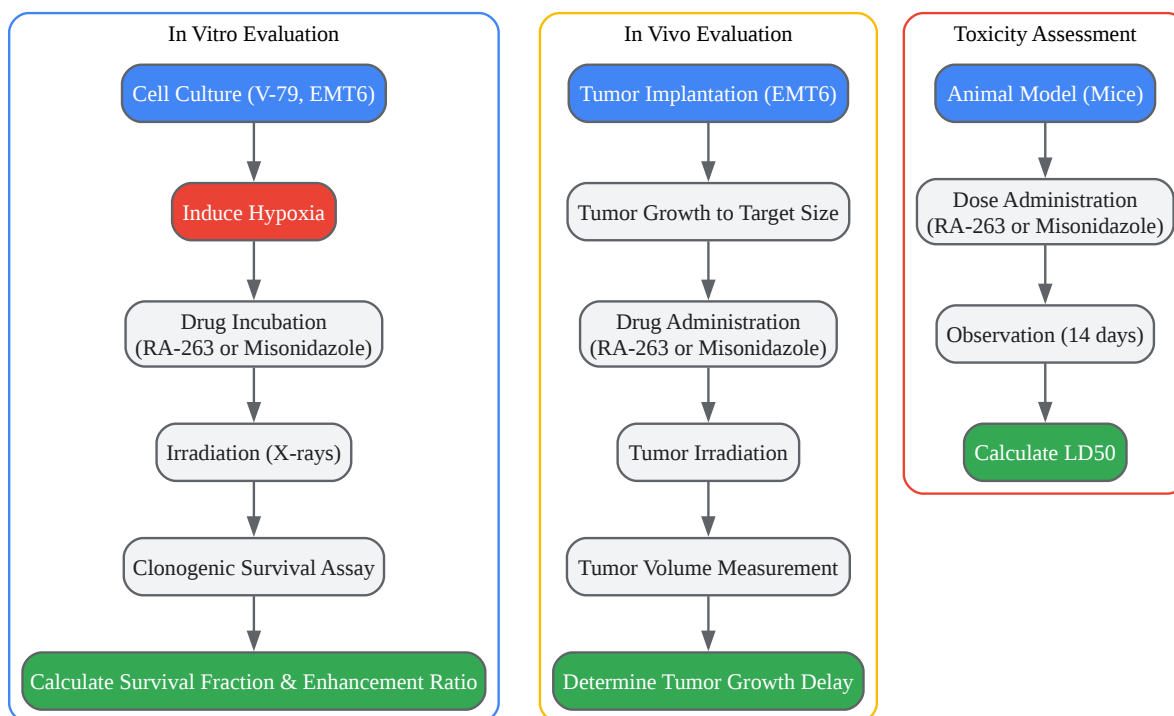 In Vitro Evaluation
Cell Culture (V-79, EMT6)
Induce Hypoxia
Drug Incubation
(RA-263 or Misonidazole)
Irradiation (X-rays)
Clonogenic Survival Assay
Calculate Survival Fraction & Enhancement Ratio
In Vivo Evaluation
Tumor Implantation (EMT6)
Tumor Growth to Target Size
Drug Administration
(RA-263 or Misonidazole)
Tumor Irradiation
Tumor Volume Measurement
Determine Tumor Growth Delay
Toxicity Assessment
Animal Model (Mice)
Dose Administration
(RA-263 or Misonidazole)
Observation (14 days)
Calculate LD50